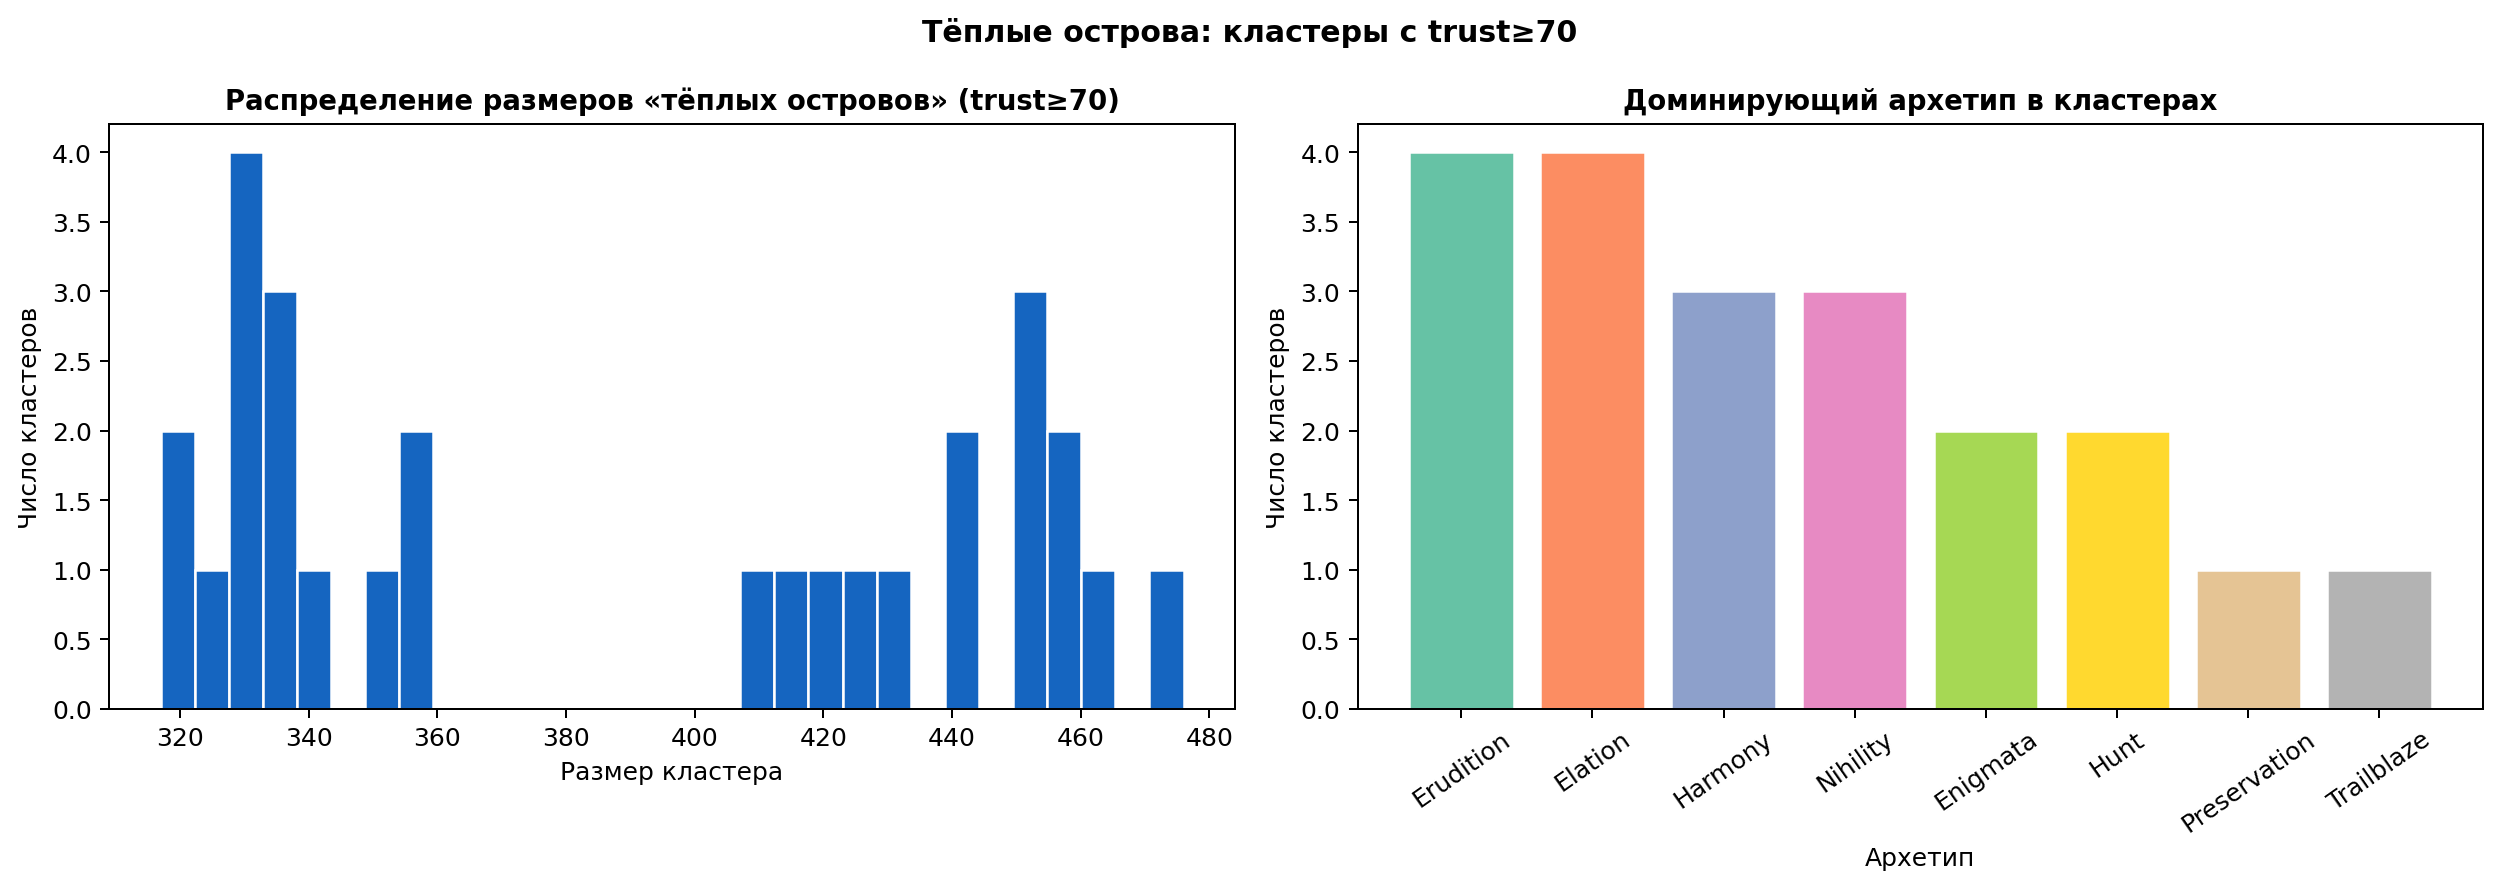 Тёплые острова: кластеры с trust≥70
Распределение размеров «тёплых островов» (trust≥70)
Число кластеров
4.0
3.5
3.0
2.5
2.0
1.5
1.0
0.5
0.0
320 340 360 380 400 420 440 460 480
Размер кластера
Доминирующий архетип в кластерах
Число кластеров
4.0
3.5
3.0
2.5
2.0
1.5
1.0
0.5
0.0
Erudition Elation Harmony Nihility Enigmata Hunt Preservation Trailblaze
Архетип